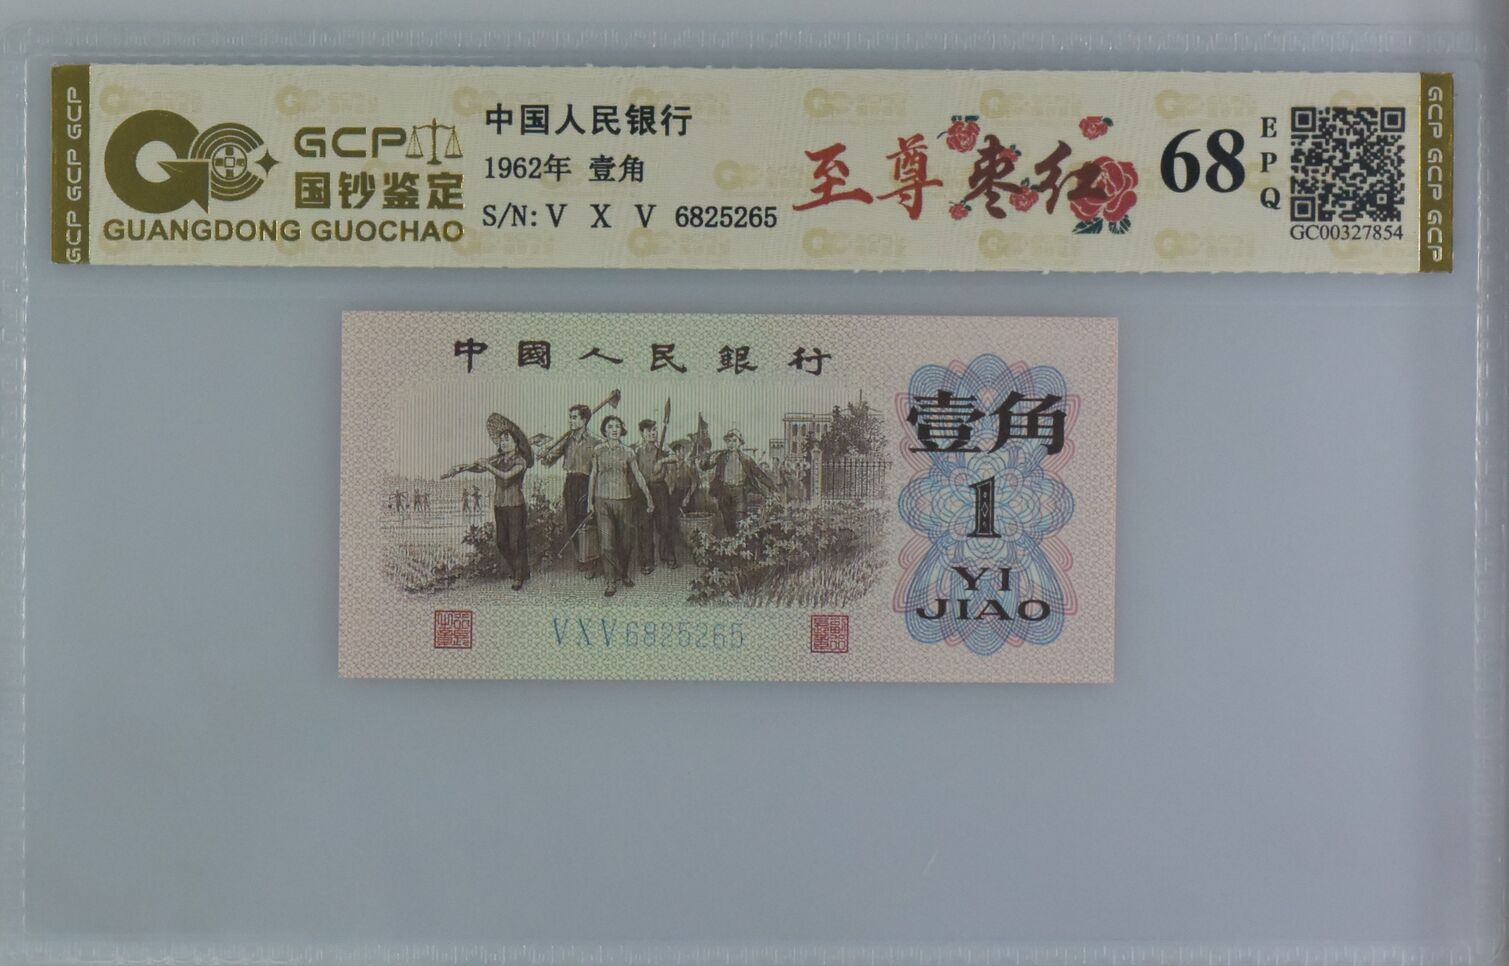 GCP GCP GCP
GCP
国钞鉴定
GUANGDONG GUOCHAO
中国人民银行
1962年 壹角
S/N: V X V 6825265
至尊枣红
68
E
P
Q
GC00327854
GCP GCP GCP
中國人民銀行
壹角
1
YI
JIAO
VXV6825265